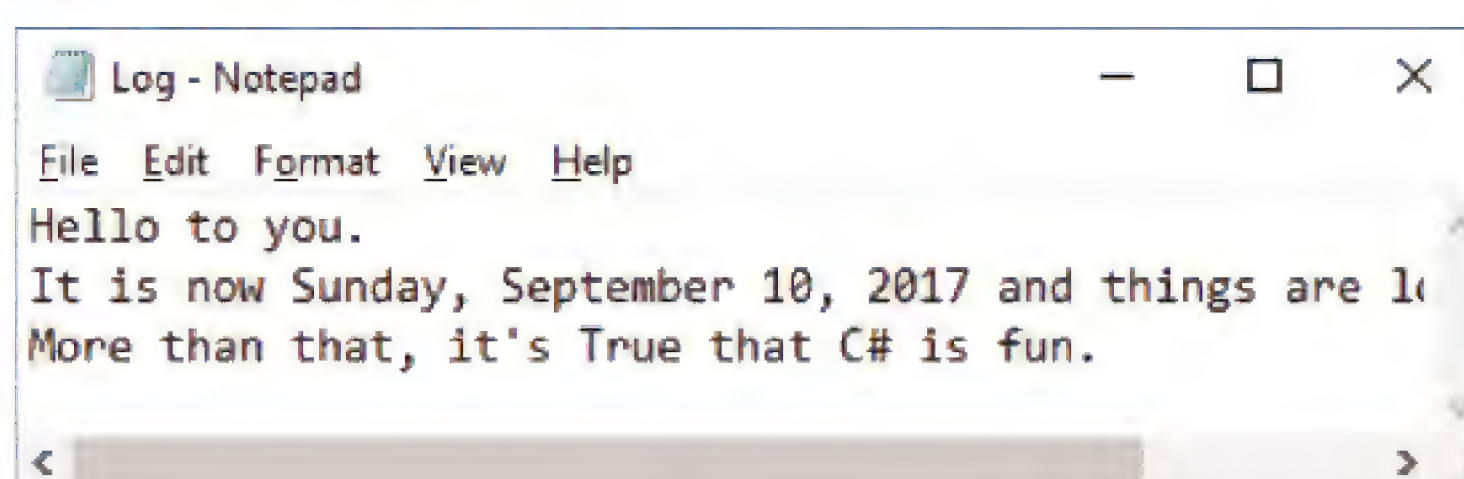 Log - Notepad
File Edit Format View Help
Hello to you.
It is now Sunday, September 10, 2017 and things are
More than that, it's True that C# is fun.